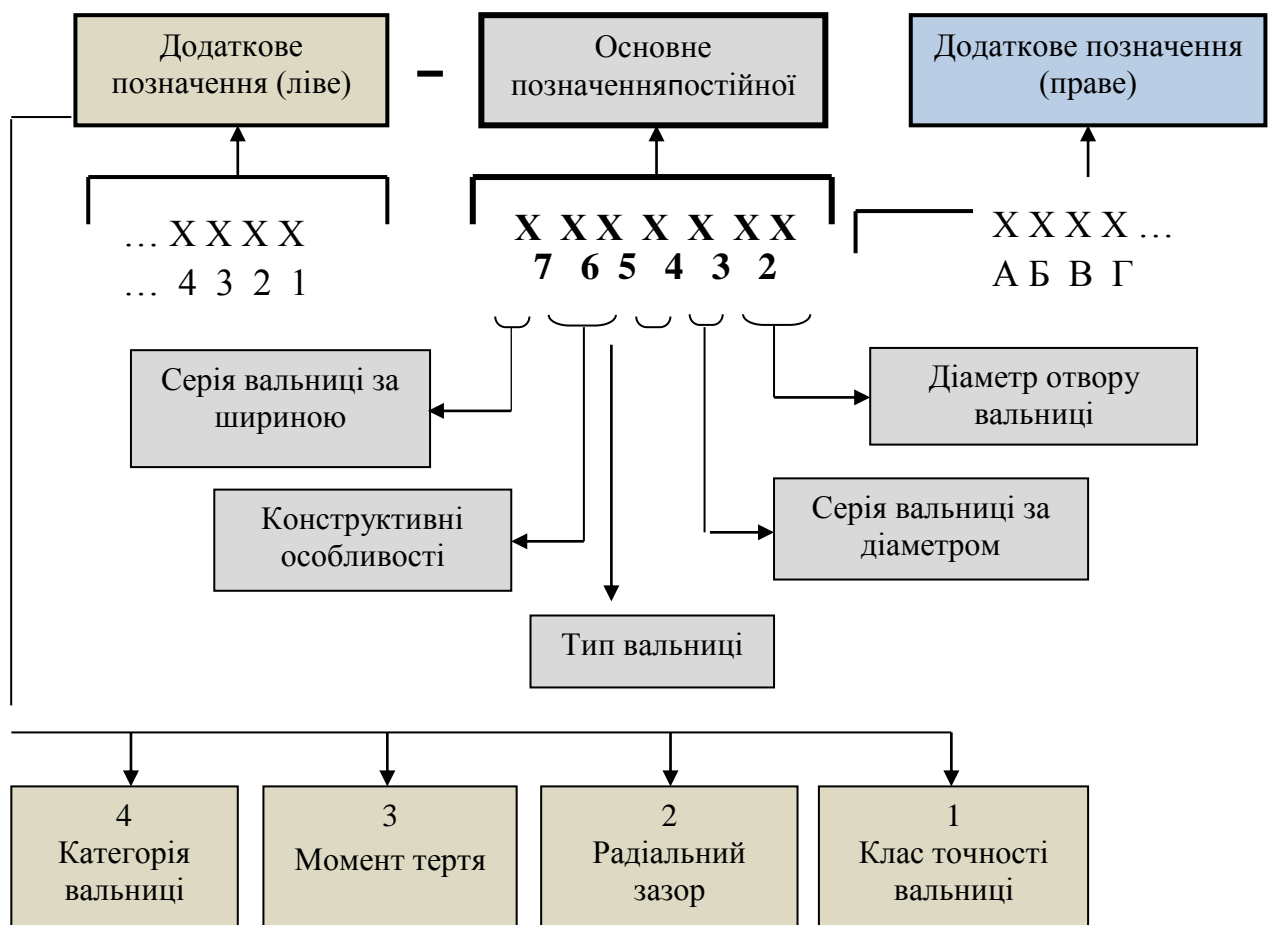 Додаткове
позначення (ліве)
–
Основне
позначенняпостійної
Додаткове позначення
(праве)
… X X X X
… 4 3 2 1
X X X X X X X
7 6 5 4 3 2
X X X X …
А Б В Г
Серія вальниці за
шириною
Діаметр отвору
вальниці
Конструктивні
особливості
Серія вальниці за
діаметром
Тип вальниці
4
Категорія
вальниці
3
Момент тертя
2
Радіальний
зазор
1
Клас точності
вальниці